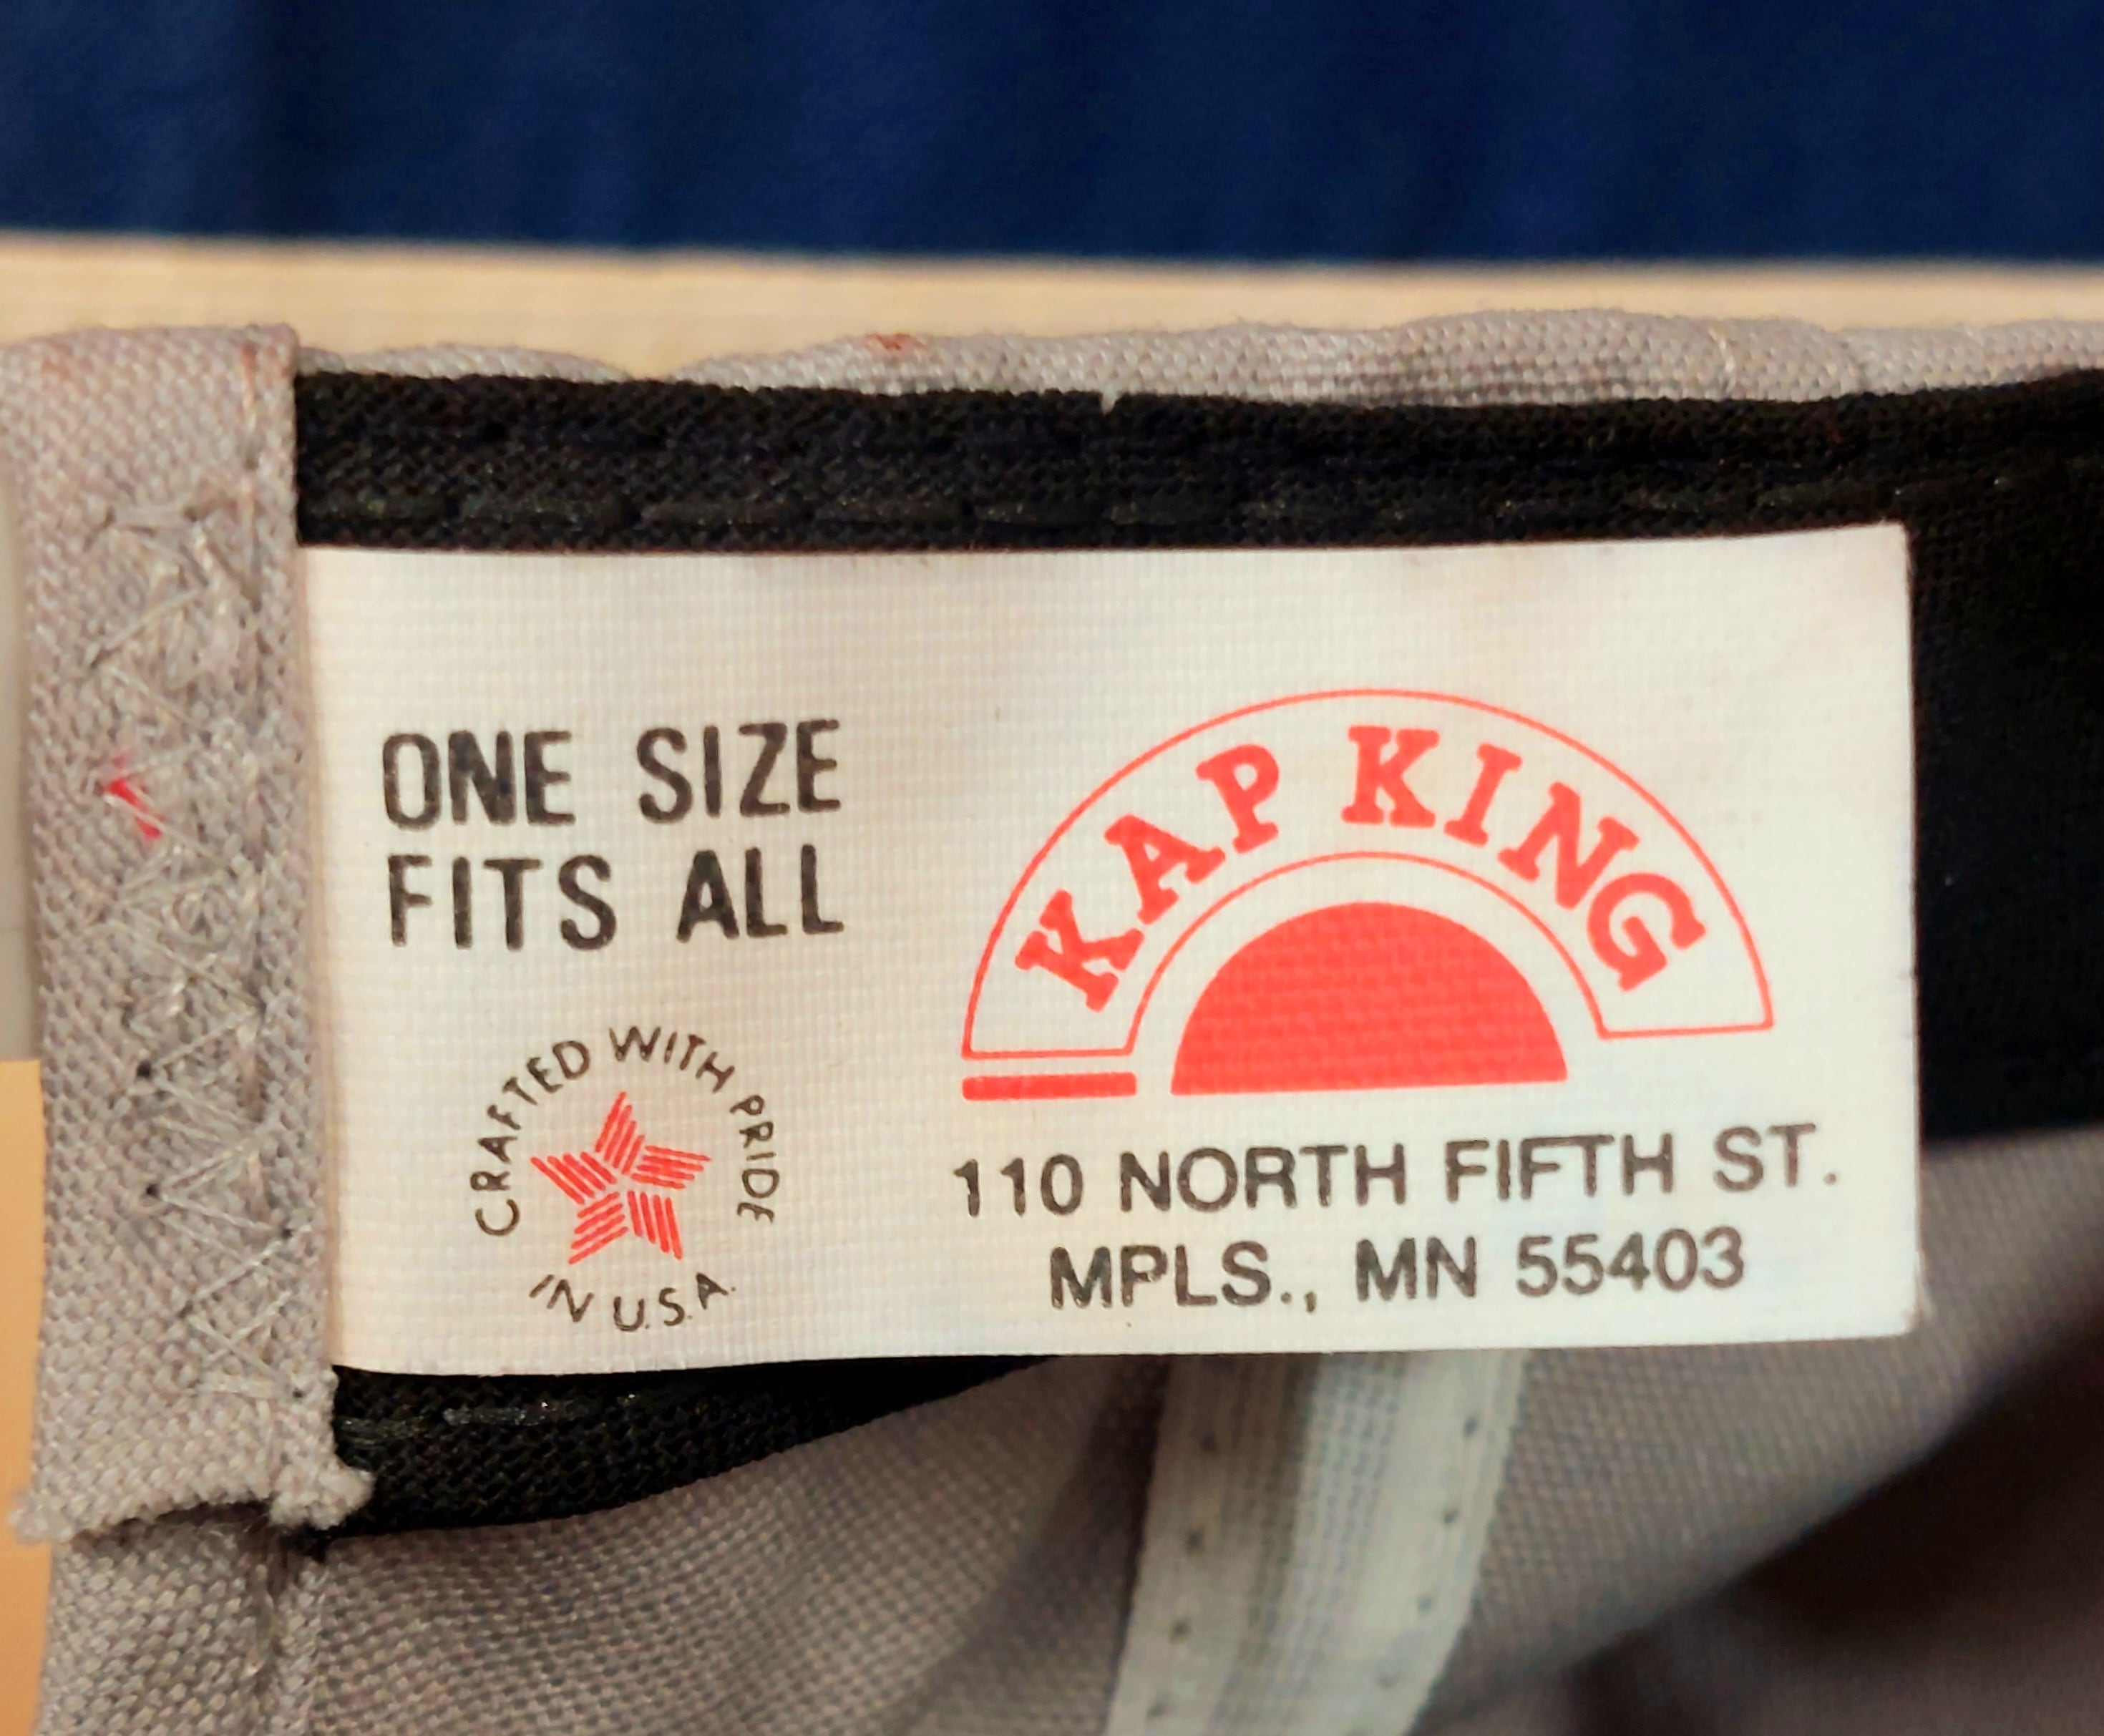 ONE SIZE
FITS ALL
CRAFTED WITH PRIDE
IN U.S.A.
KAP KING
110 NORTH FIFTH ST.
MPLS., MN 55403